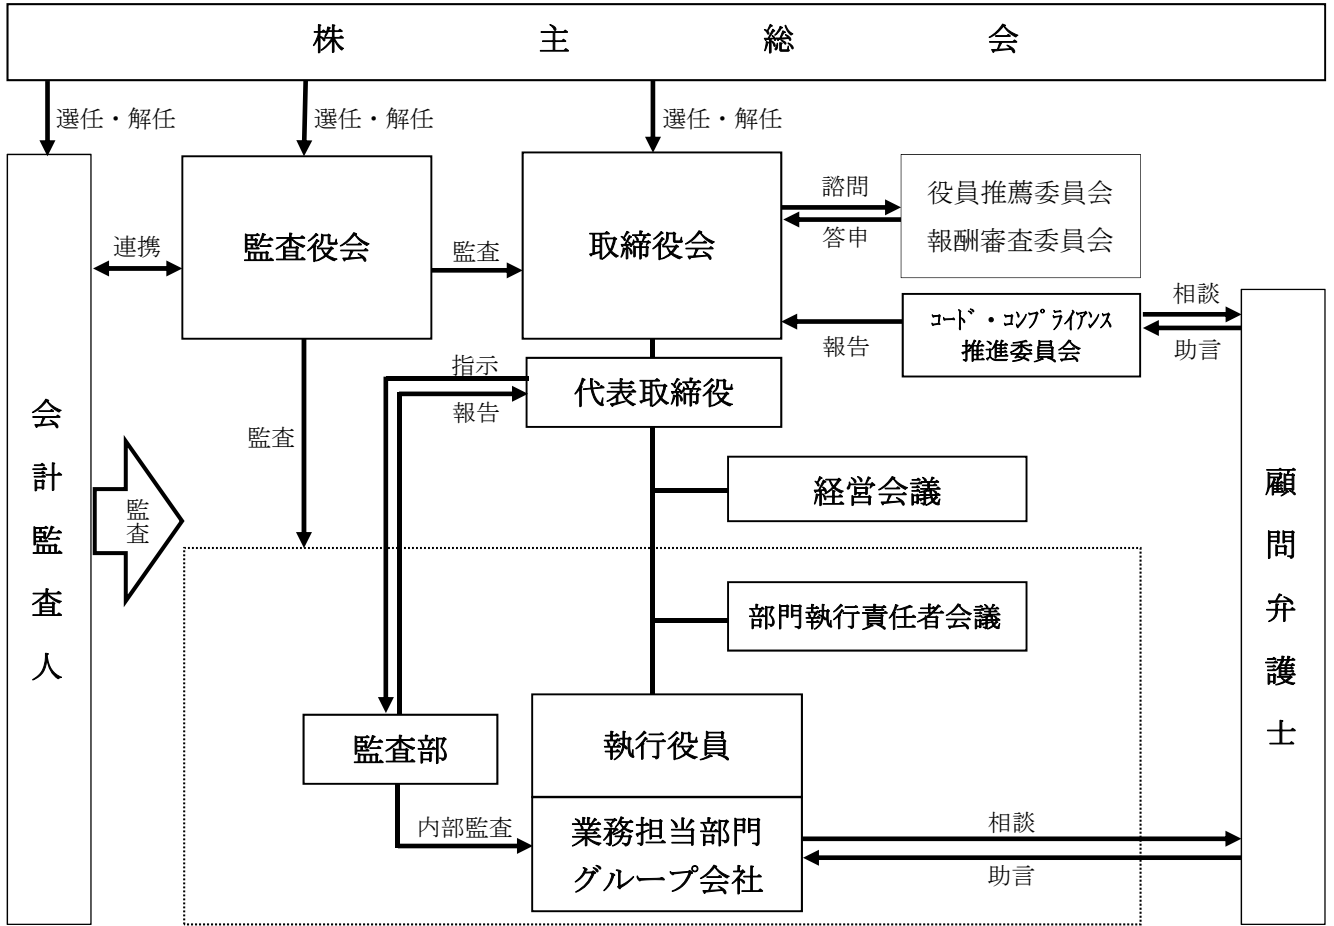 株主総会
選任・解任
選任・解任
選任・解任
監査役会
取締役会
諮問
答申
役員推薦委員会
報酬審査委員会
連携
監査
報告
コード・コンプライアンス
推進委員会
相談
助言
指示
報告
代表取締役
会計監査人
監査
監査
経営会議
顧問弁護士
部門執行責任者会議
監査部
執行役員
内部監査
業務担当部門
グループ会社
相談
助言